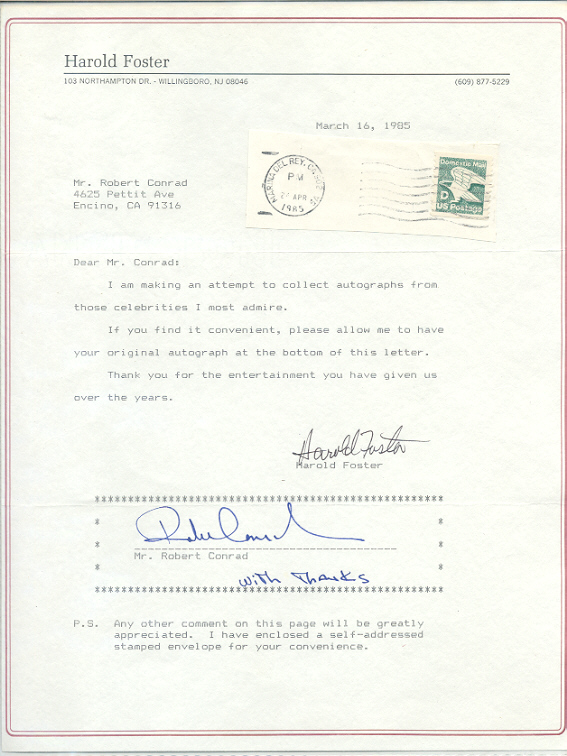 Harold Foster
103 NORTHAMPTON DR. - WILLINGBORO, NJ 08046 (609) 877-5229
March 16, 1985
MARINA DEL REY, CA
PM
APR
1985
Domestic Mail
D
US Postage
Mr. Robert Conrad
4625 Pettit Ave
Encino, CA 91316
Dear Mr. Conrad:
I am making an attempt to collect autographs from
those celebrities I most admire.
If you find it convenient, please allow me to have
your original autograph at the bottom of this letter.
Thank you for the entertainment you have given us
over the years.
Harold Foster
Harold Foster
Robert Conrad
Mr. Robert Conrad
With Thanks
P.S. Any other comment on this page will be greatly
appreciated. I have enclosed a self-addressed
stamped envelope for your convenience.